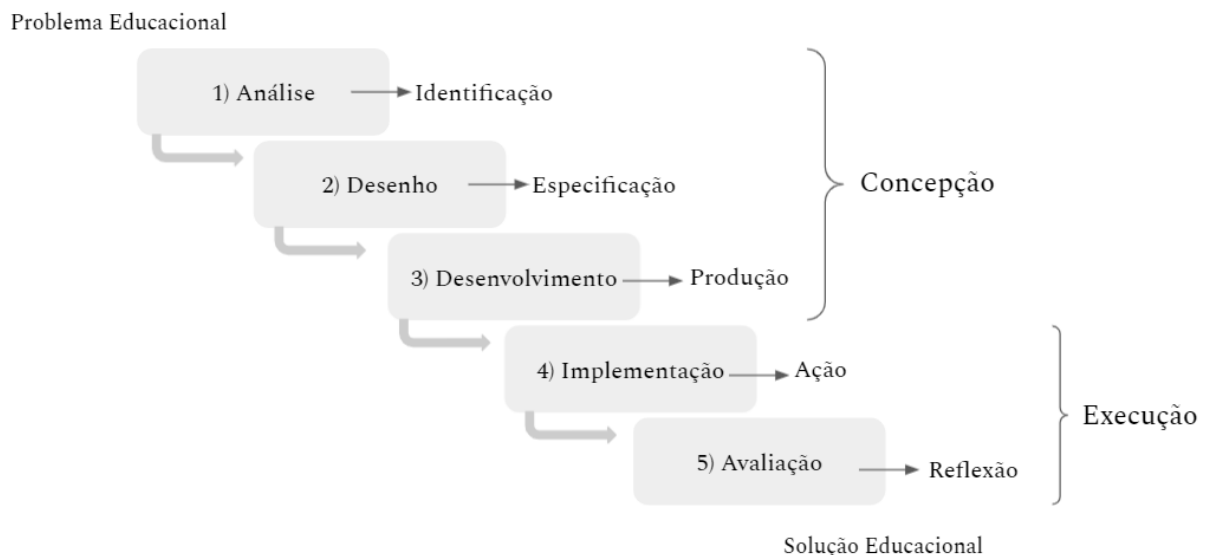 Problema Educacional
1) Análise
Identificação
2) Desenho
Especificação
Concepção
3) Desenvolvimento
Produção
4) Implementação
Ação
Execução
5) Avaliação
Reflexão
Solução Educacional